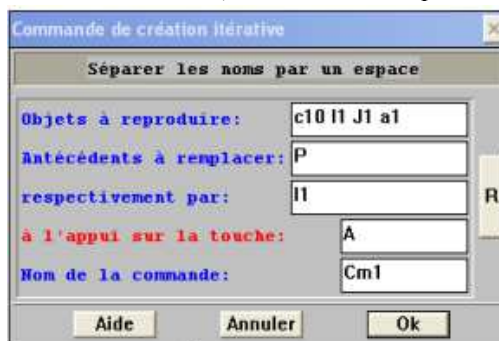 Commande de création itérative
Séparer les noms par un espace
Objets à reproduire: c10 I1 J1 a1
Antécédents à remplacer: P
respectivement par: I1
à l'appui sur la touche: A
Nom de la commande: Cm1
R
Aide Annuler Ok